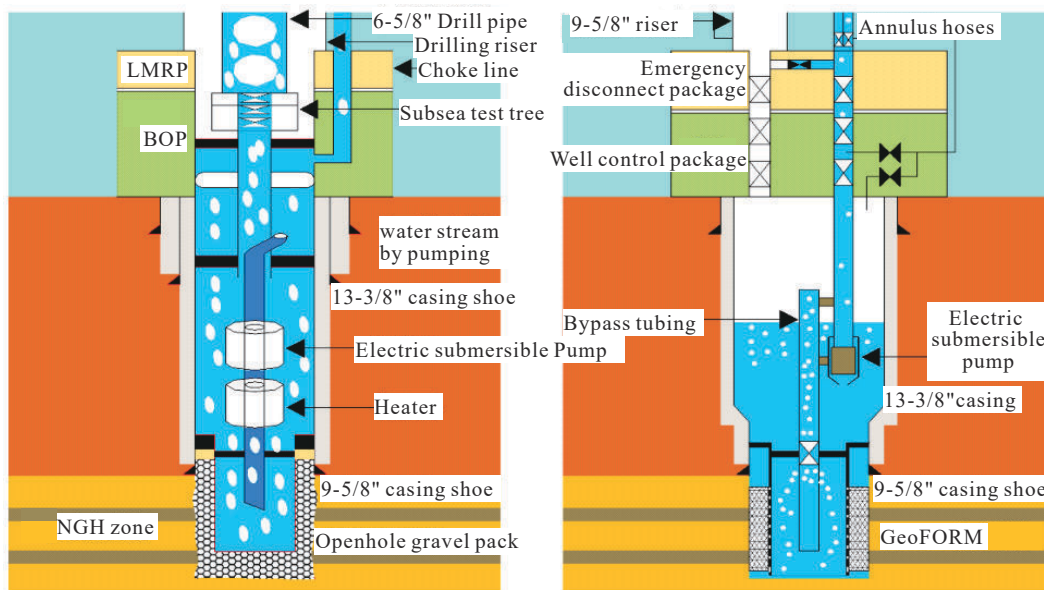 6-5/8" Drill pipe
Drilling riser
LMRP
Choke line
Subsea test tree
BOP
water stream
by pumping
13-3/8" casing shoe
Electric submersible Pump
Heater
9-5/8" casing shoe
NGH zone
Openhole gravel pack
9-5/8" riser
Annulus hoses
Emergency
disconnect package
Well control package
Bypass tubing
Electric
submersible
pump
13-3/8"casing
9-5/8" casing shoe
GeoFORM